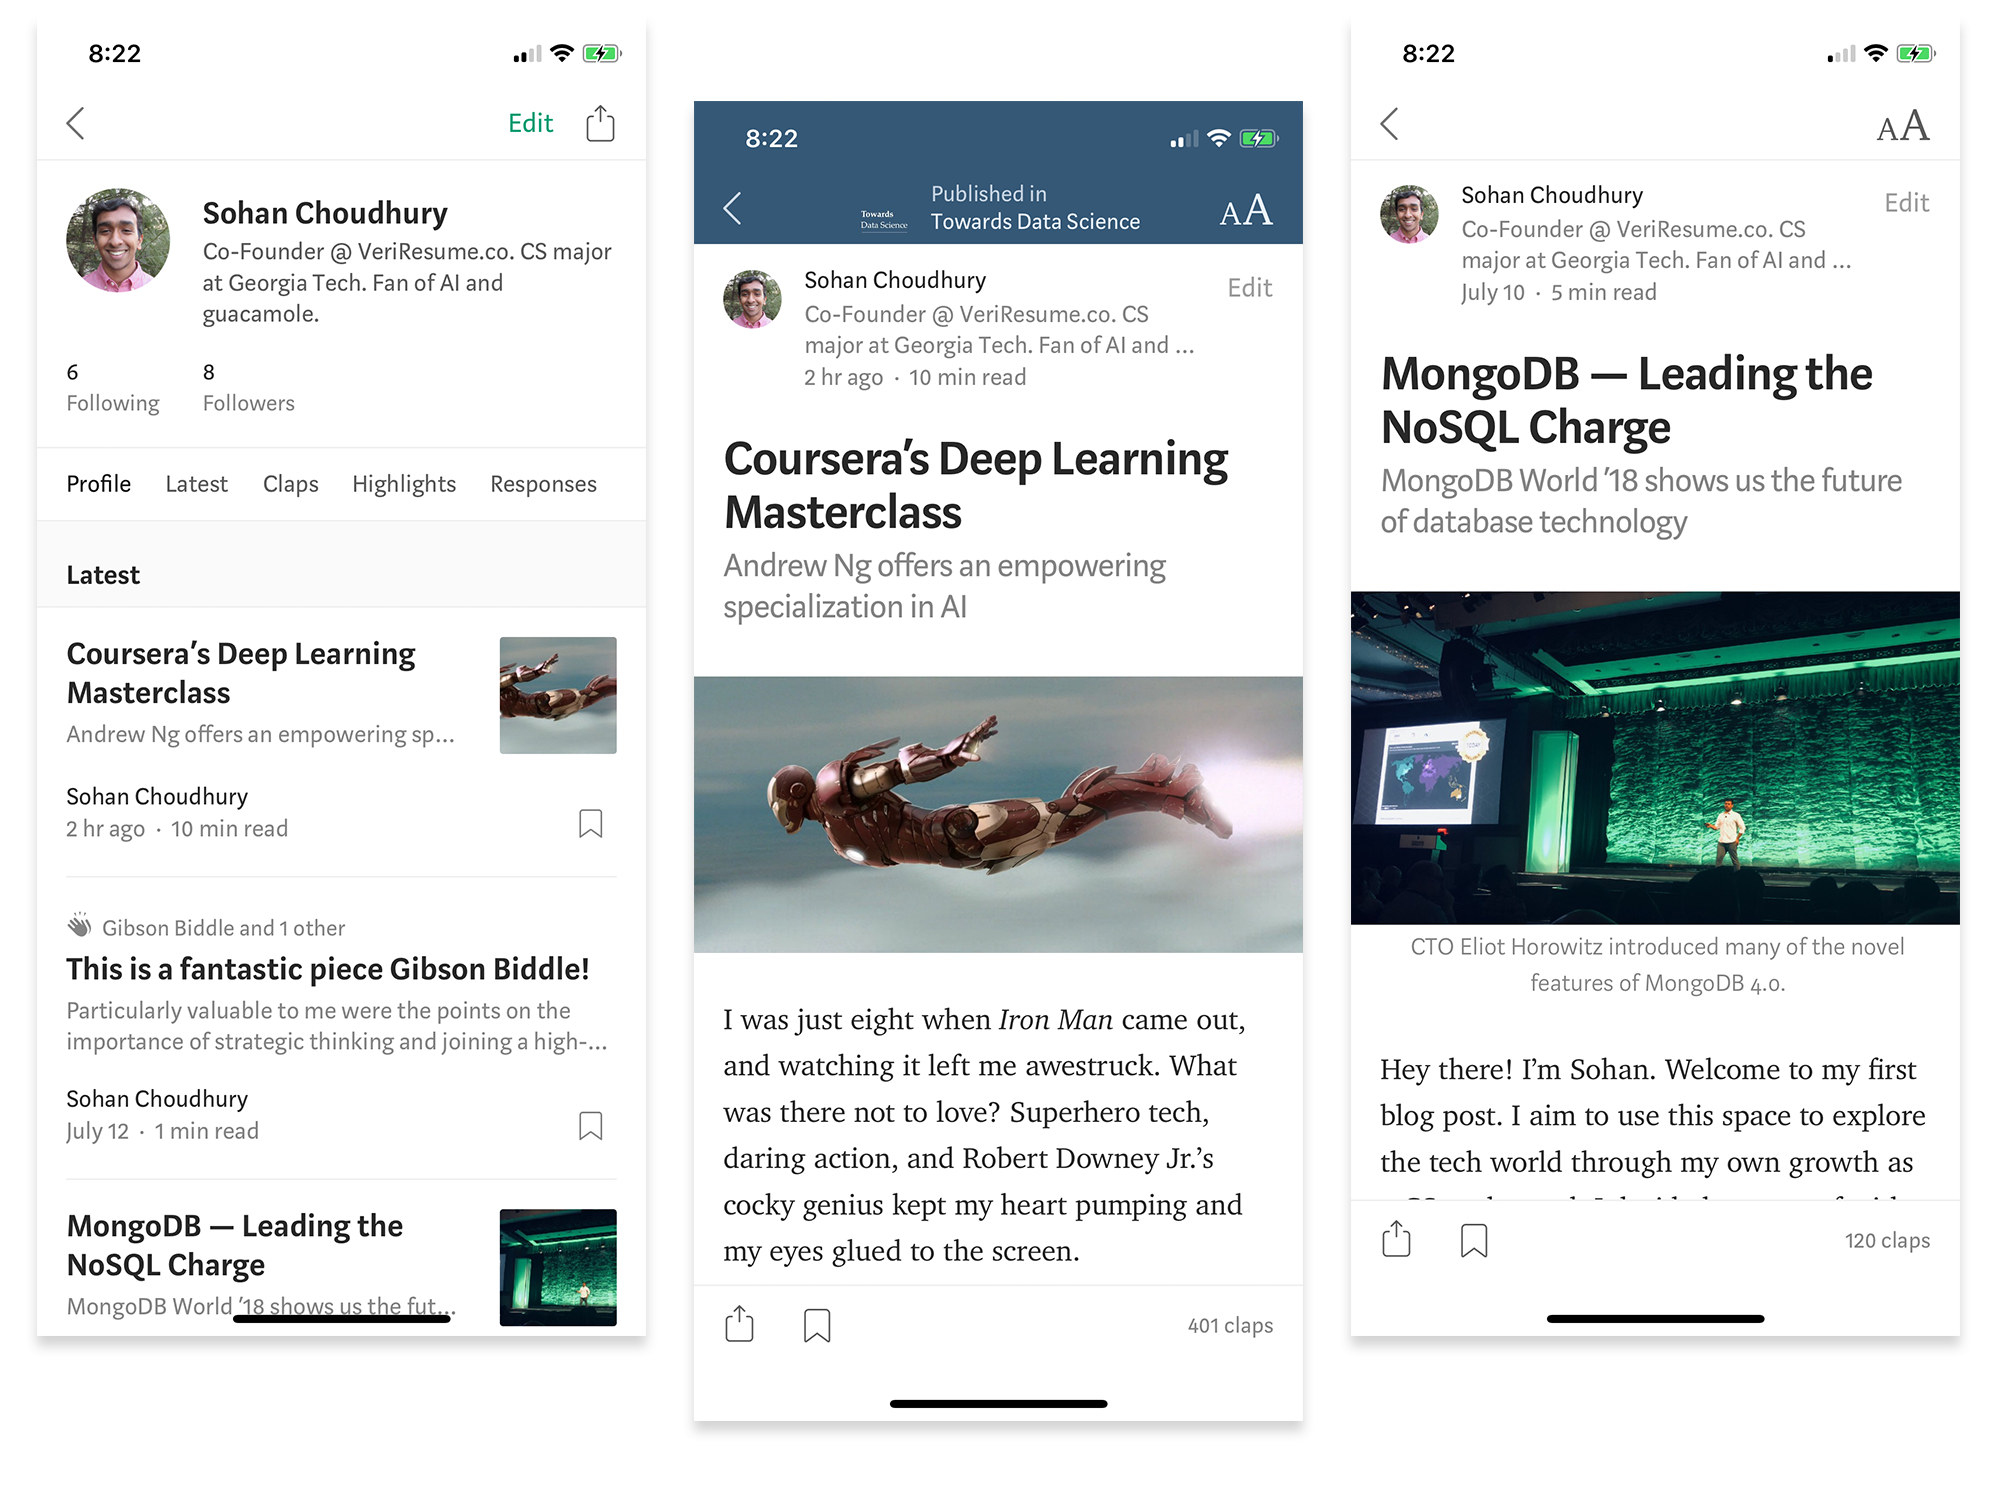 8:22
Edit
Sohan Choudhury
Co-Founder @ VeriResume.co. CS major
at Georgia Tech. Fan of AI and
guacamole.
6
Following
8
Followers
Profile
Latest
Claps
Highlights
Responses
Latest
Coursera’s Deep Learning
Masterclass
Andrew Ng offers an empowering sp...
Sohan Choudhury
2 hr ago · 10 min read
Gibson Biddle and 1 other
This is a fantastic piece Gibson Biddle!
Particularly valuable to me were the points on the
importance of strategic thinking and joining a high-...
Sohan Choudhury
July 12 · 1 min read
MongoDB — Leading the
NoSQL Charge
MongoDB World ’18 shows us the fut...
8:22
Towards
Data Science
Published in
Towards Data Science
AA
Sohan Choudhury
Edit
Co-Founder @ VeriResume.co. CS
major at Georgia Tech. Fan of AI and ...
2 hr ago · 10 min read
Coursera’s Deep Learning
Masterclass
Andrew Ng offers an empowering
specialization in AI
I was just eight when Iron Man came out,
and watching it left me awestruck. What
was there not to love? Superhero tech,
daring action, and Robert Downey Jr.’s
cocky genius kept my heart pumping and
my eyes glued to the screen.
401 claps
8:22
AA
Sohan Choudhury
Edit
Co-Founder @ VeriResume.co. CS
major at Georgia Tech. Fan of AI and ...
July 10 · 5 min read
MongoDB — Leading the
NoSQL Charge
MongoDB World ’18 shows us the future
of database technology
CTO Eliot Horowitz introduced many of the novel
features of MongoDB 4.0.
Hey there! I’m Sohan. Welcome to my first
blog post. I aim to use this space to explore
the tech world through my own growth as
120 claps